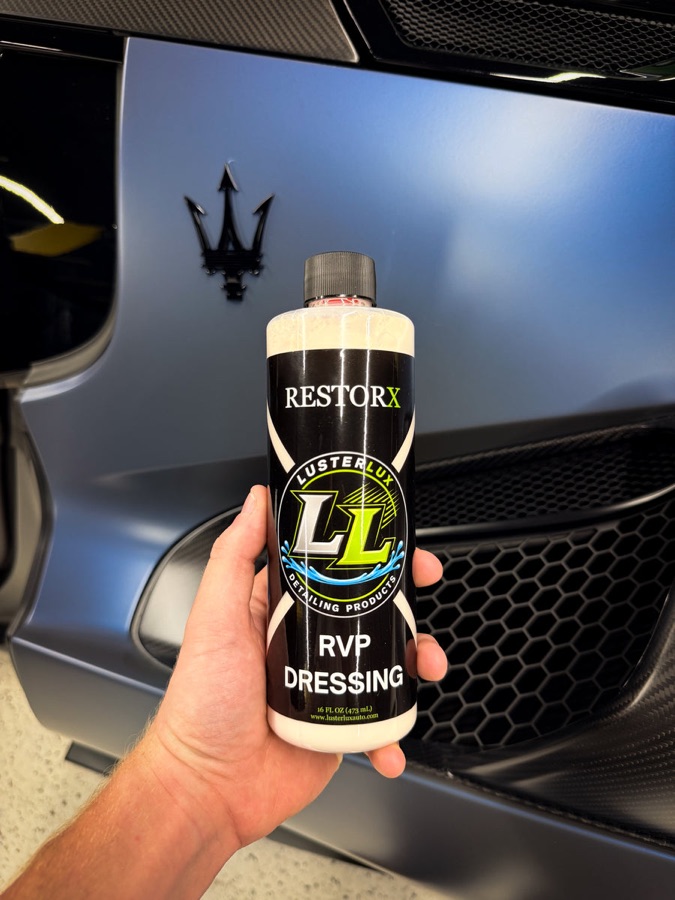 RESTORX
LUSTERLUX
LL
DETAILING PRODUCTS
RVP
DRESSING
16 FL OZ (473 mL)
www.lusterluxauto.com